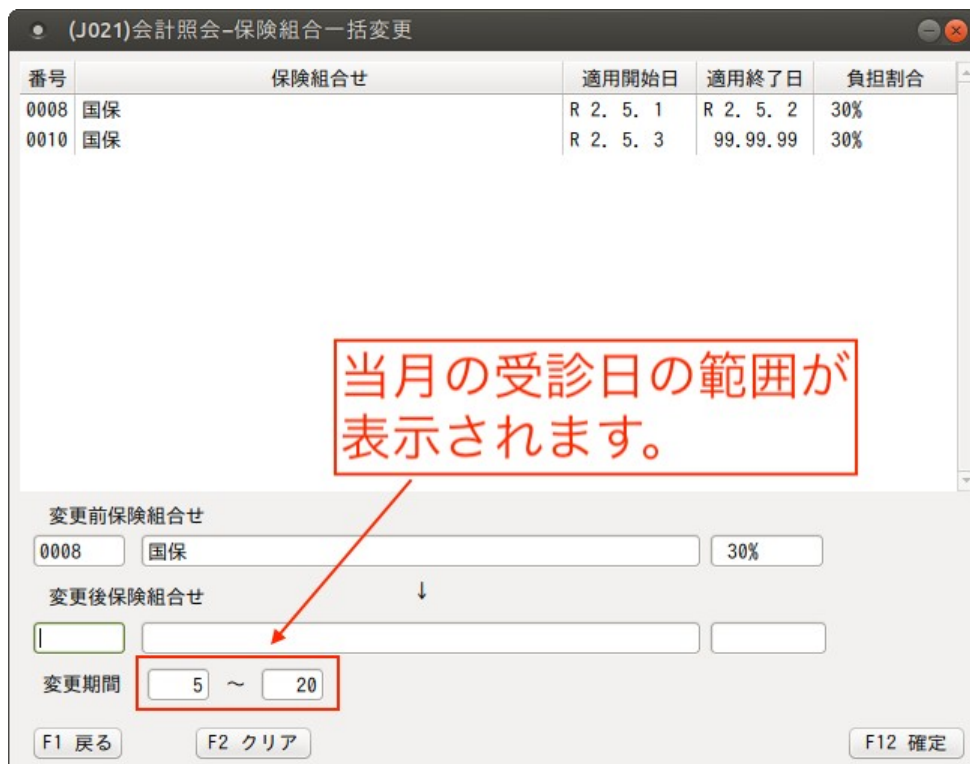 (J021)会計照会–保険組合一括変更
番号 保険組合せ 適用開始日 適用終了日 負担割合
0008 国保 R 2. 5. 1 R 2. 5. 2 30%
0010 国保 R 2. 5. 3 99.99.99 30%
当月の受診日の範囲が
表示されます。
変更前保険組合せ
0008 国保 30%
↓
変更後保険組合せ
変更期間 5 ～ 20
F1 戻る F2 クリア F12 確定